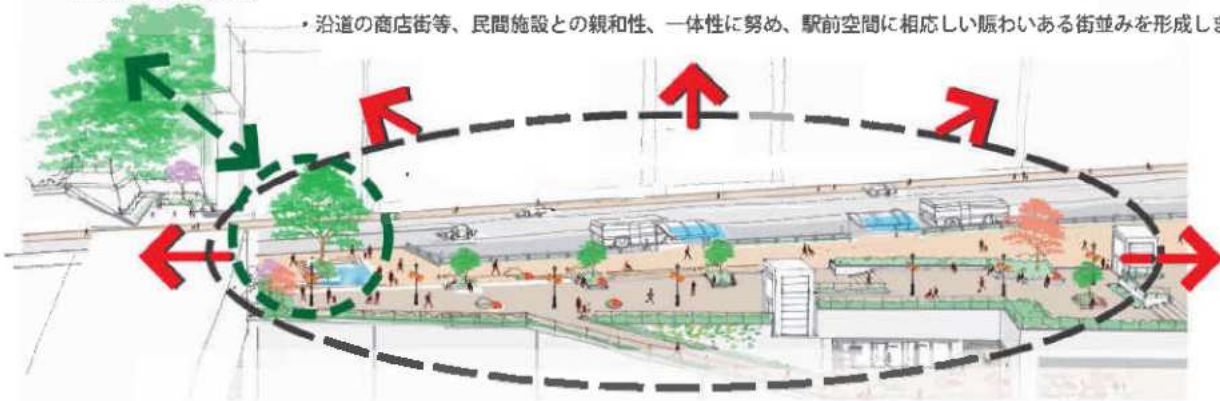 ・沿道の商店街等、民間施設との親和性、一体性に努め、駅前空間に相応しい賑わいある街並みを形成しま